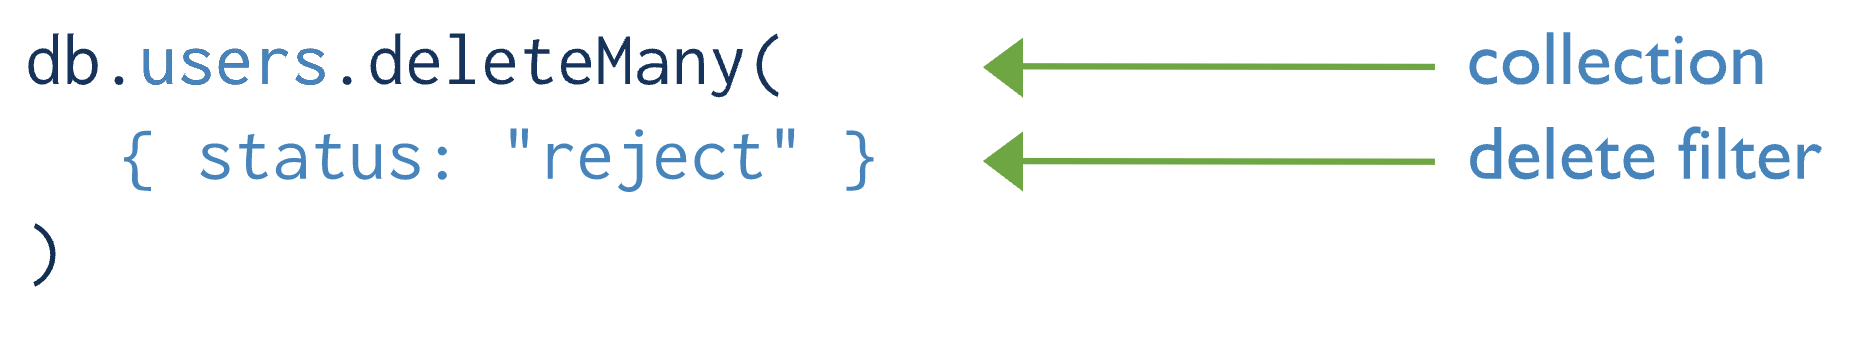 db.users.deleteMany( collection
{ status: "reject" } delete filter
)